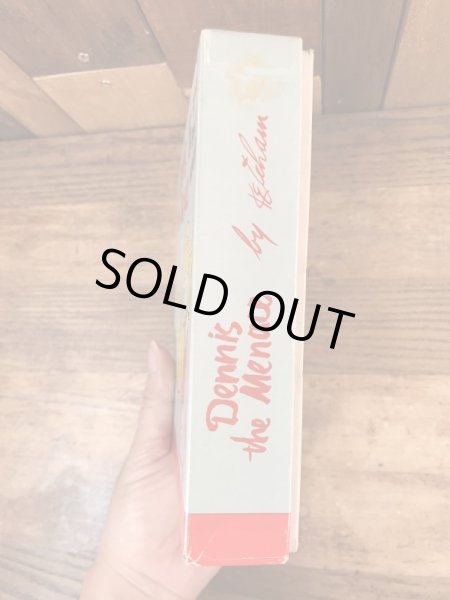 Dennis
the Menace
by Ketcham
SOLD OUT